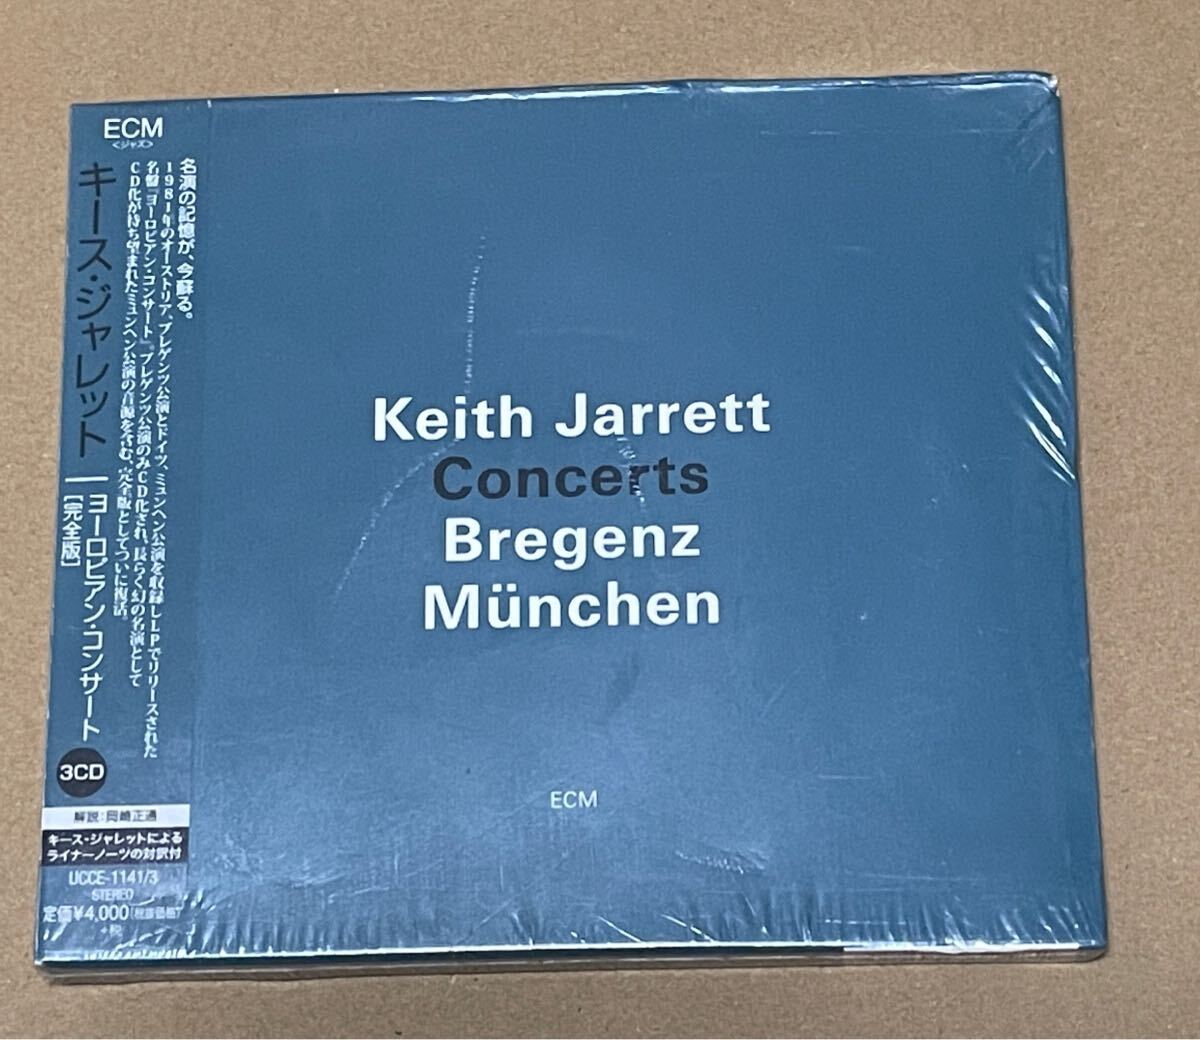 ECM
<ジャズ>
名演の記憶が、今蘇る。
1981年のオーストリア、ブレゲンツ公演とドイツ、ミュンヘン公演を収録しLPでリリースされた
名盤『ヨーロピアン・コンサート』。ブレゲンツ公演のみCD化され、長らく幻の名演として
CD化が待ち望まれたミュンヘン公演の音源を含む、完全版としてついに復活。
キース・ジャレット
ヨーロピアン・コンサート
[完全版]
3CD
解説:岡崎正通
キース・ジャレットによる
ライナーノーツの対訳付
UCCE-1141/3
STEREO
定価¥4,000(税抜価格)
+税
Keith Jarrett
Concerts
Bregenz
München
ECM